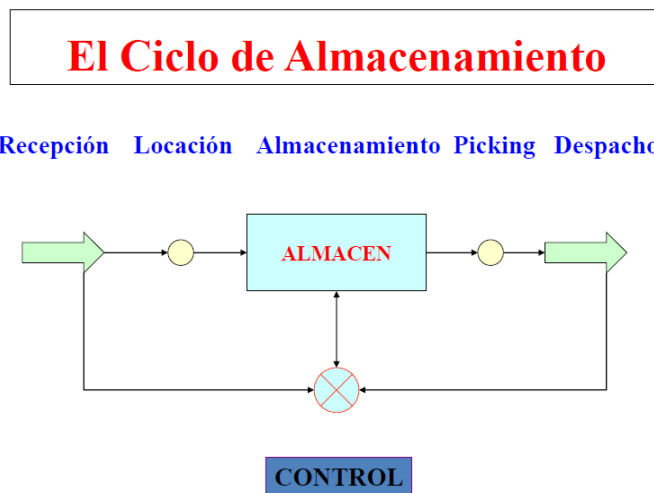 El Ciclo de Almacenamiento
Recepción Locación Almacenamiento Picking Despacho
ALMACEN
CONTROL